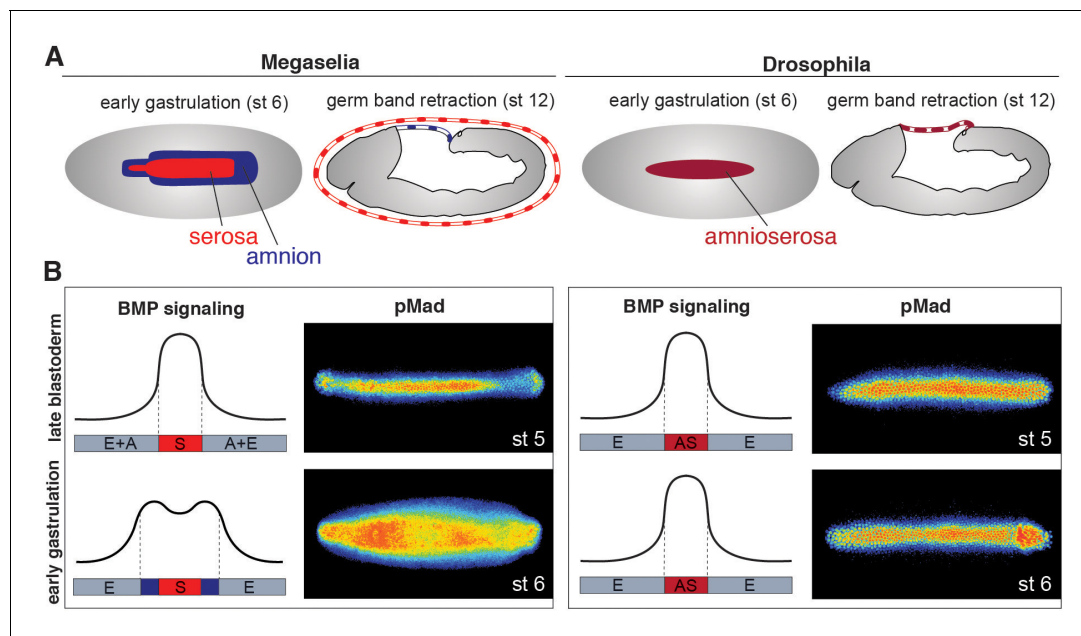 A
Megaselia
Drosophila
early gastrulation (st 6)
germ band retraction (st 12)
early gastrulation (st 6)
germ band retraction (st 12)
serosa
amnion
amnioserosa
B
late blastoderm
BMP signaling
pMad
BMP signaling
pMad
E+A S A+E
st 5
E AS E
st 5
early gastrulation
E S E
st 6
E AS E
st 6